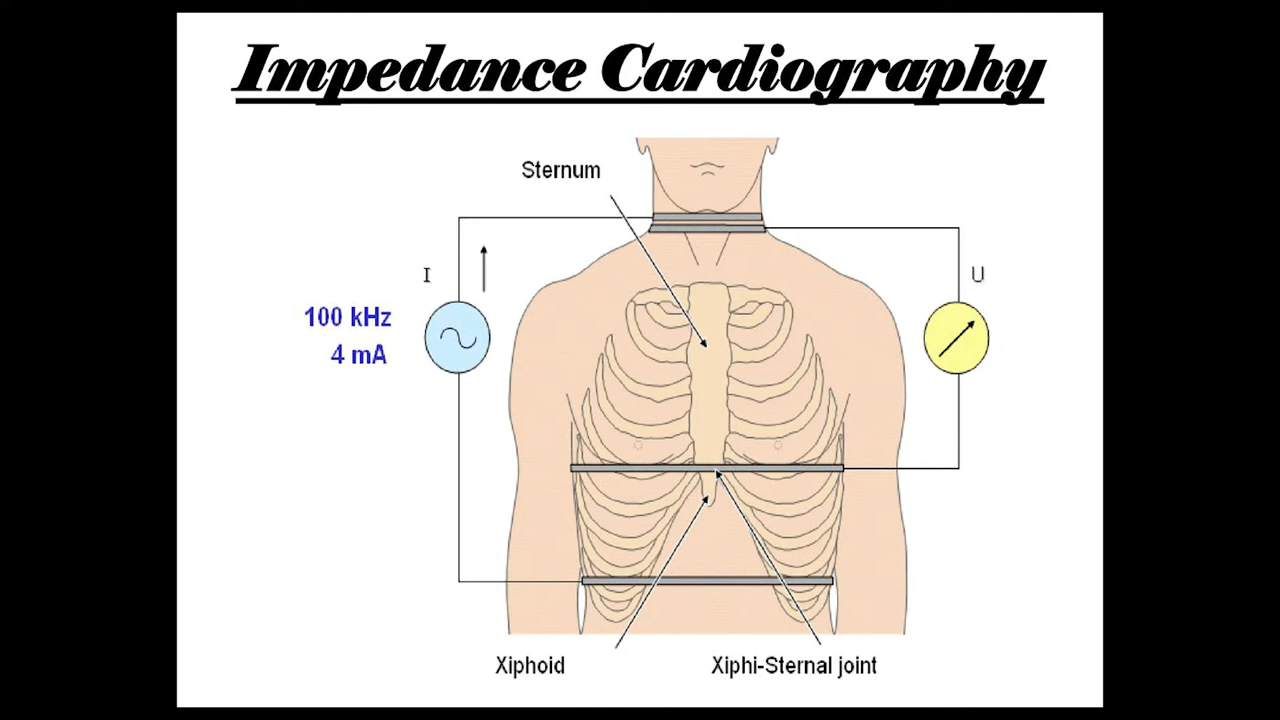 Impedance Cardiography
Sternum
I
U
100 kHz
4 mA
Xiphoid
Xiphi-Sternal joint